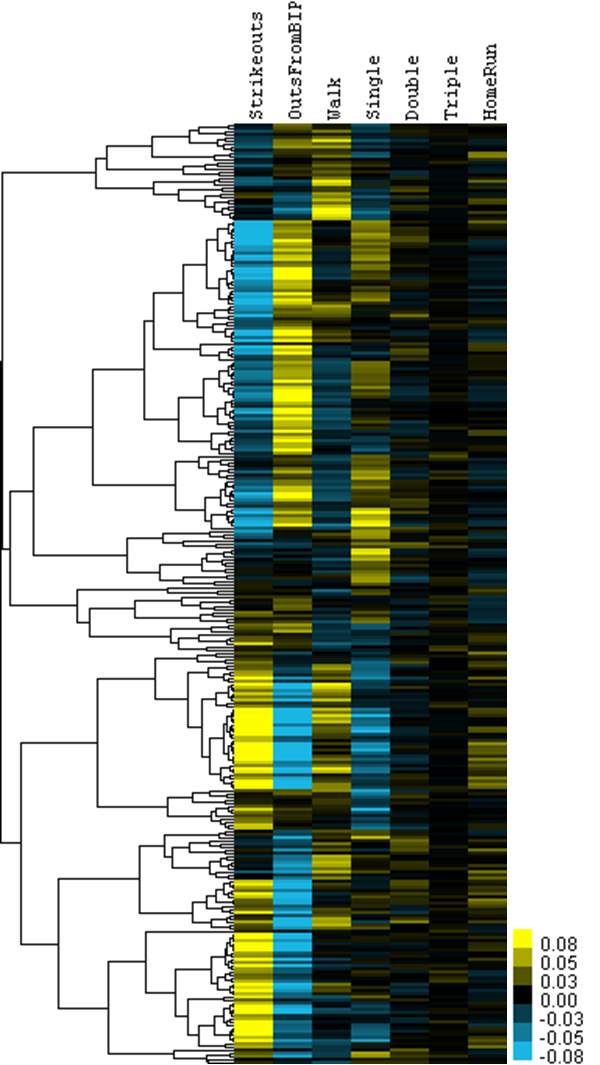 Strikeouts
OutsFromBIP
Walk
Single
Double
Triple
HomeRun
0.08
0.05
0.03
0.00
-0.03
-0.05
-0.08